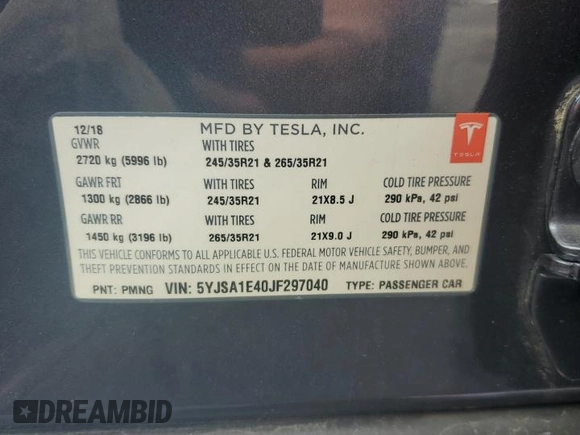 12/18 MFD BY TESLA, INC.
GVWR WITH TIRES
2720 kg (5996 lb) 245/35R21 & 265/35R21
GAWR FRT WITH TIRES RIM COLD TIRE PRESSURE
1300 kg (2866 lb) 245/35R21 21X8.5 J 290 kPa, 42 psi
GAWR RR WITH TIRES RIM COLD TIRE PRESSURE
1450 kg (3196 lb) 265/35R21 21X9.0 J 290 kPa, 42 psi
THIS VEHICLE CONFORMS TO ALL APPLICABLE U.S. FEDERAL MOTOR VEHICLE SAFETY, BUMPER, AND
THEFT PREVENTION STANDARDS IN EFFECT ON THE DATE OF MANUFACTURE SHOWN ABOVE.
PNT: PMNG VIN: 5YJSA1E40JF297040 TYPE: PASSENGER CAR
TESLA
DREAMBID